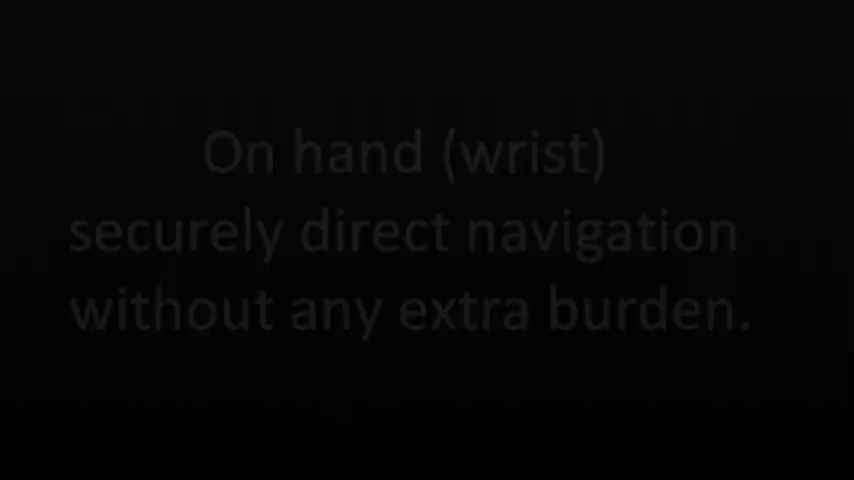 On hand (wrist)
securely direct navigation
without any extra burden.